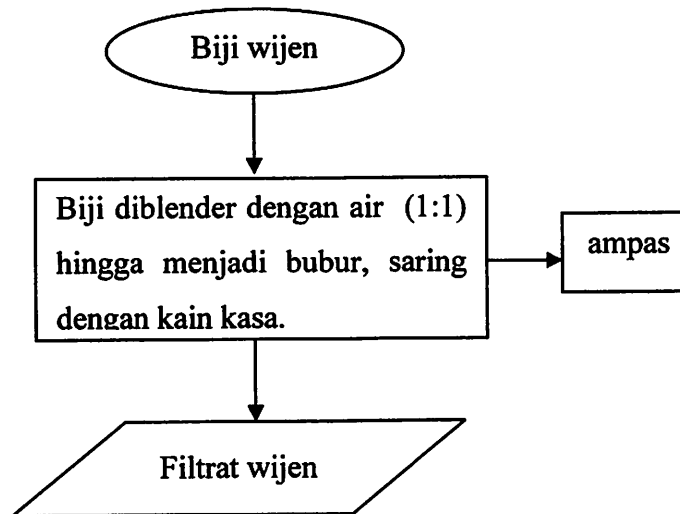 Biji wijen
Biji diblender dengan air (1:1)
hingga menjadi bubur, saring
dengan kain kasa.
ampas
Filtrat wijen